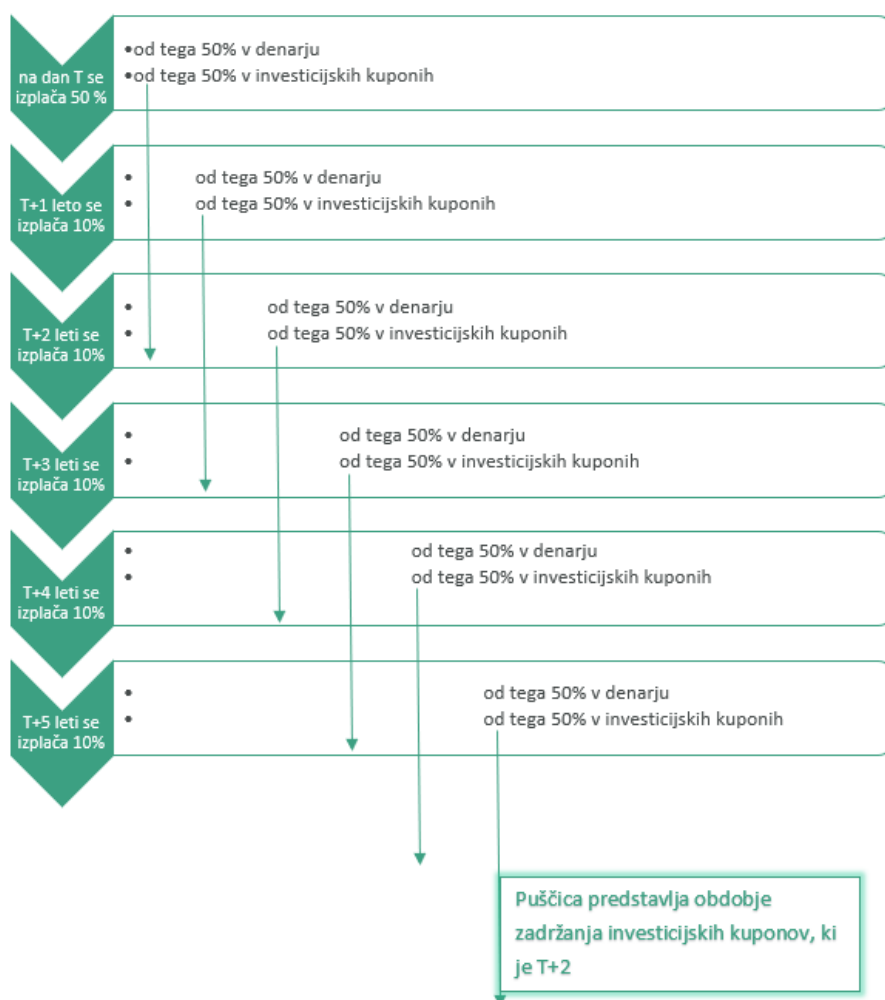 na dan T se
izplača 50 %
•od tega 50% v denarju
•od tega 50% v investicijskih kuponih
T+1 leto se
izplača 10%
• od tega 50% v denarju
• od tega 50% v investicijskih kuponih
T+2 leti se
izplača 10%
• od tega 50% v denarju
• od tega 50% v investicijskih kuponih
T+3 leti se
izplača 10%
• od tega 50% v denarju
• od tega 50% v investicijskih kuponih
T+4 leti se
izplača 10%
• od tega 50% v denarju
• od tega 50% v investicijskih kuponih
T+5 leti se
izplača 10%
• od tega 50% v denarju
• od tega 50% v investicijskih kuponih
Puščica predstavlja obdobje
zadržanja investicijskih kuponov, ki
je T+2